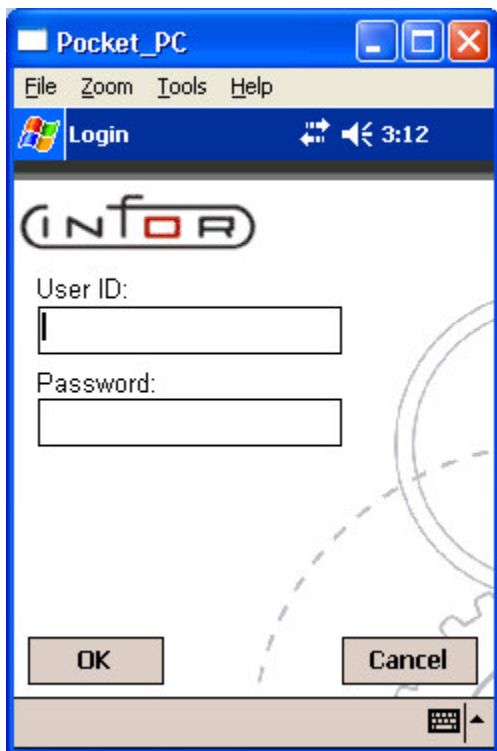 Pocket_PC
File Zoom Tools Help
Login 3:12
INFOR
User ID:
Password:
OK Cancel